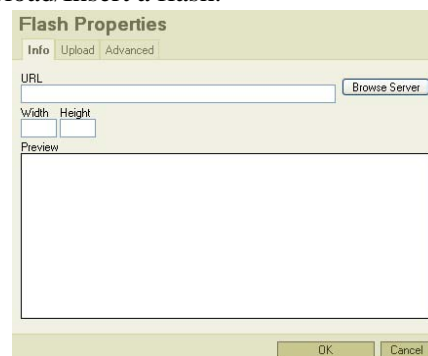 Flash Properties
Info Upload Advanced
URL
Browse Server
Width Height
Preview
OK Cancel